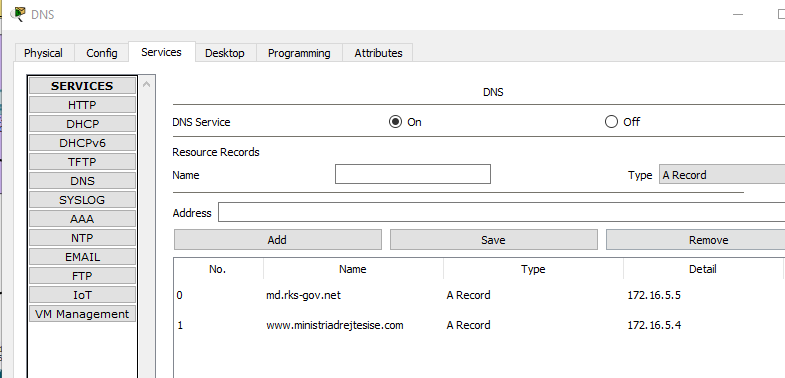 DNS
Physical Config Services Desktop Programming Attributes
SERVICES
HTTP
DHCP
DHCPv6
TFTP
DNS
SYSLOG
AAA
NTP
EMAIL
FTP
IoT
VM Management
DNS
DNS Service On Off
Resource Records
Name Type A Record
Address
Add Save Remove
No. Name Type Detail
0 md.rks-gov.net A Record 172.16.5.5
1 www.ministriadrejtesise.com A Record 172.16.5.4